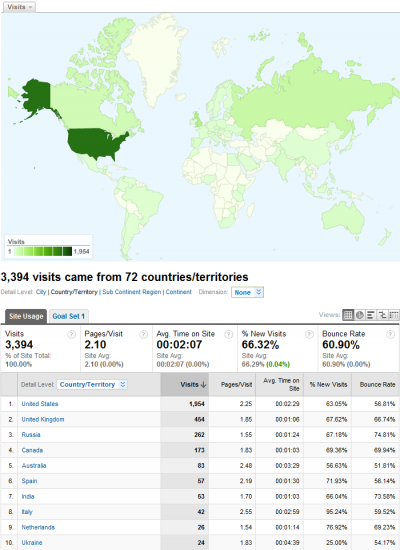 Visits
Visits
1 1,954
3,394 visits came from 72 countries/territories
Detail Level: City | Country/Territory | Sub Continent Region | Continent Dimension: None
Site Usage Goal Set 1 Views:
Visits ? Pages/Visit ? Avg. Time on Site ? % New Visits ? Bounce Rate ?
3,394 2.10 00:02:07 66.32% 60.90%
% of Site Total: Site Avg: Site Avg: Site Avg: Site Avg:
100.00% 2.10 (0.00%) 00:02:07 (0.00%) 66.29% (0.04%) 60.90% (0.00%)
Detail Level: Country/Territory Visits ↓ Pages/Visit Avg. Time on Site % New Visits Bounce Rate
1. United States 1,954 2.25 00:02:29 63.05% 56.81%
2. United Kingdom 454 1.85 00:01:06 67.62% 66.74%
3. Russia 262 1.55 00:01:24 67.18% 74.81%
4. Canada 173 1.83 00:01:03 69.36% 69.94%
5. Australia 83 2.48 00:03:29 56.63% 51.81%
6. Spain 57 2.19 00:01:30 71.93% 56.14%
7. India 53 1.70 00:01:03 66.04% 73.58%
8. Italy 42 2.55 00:02:59 95.24% 59.52%
9. Netherlands 26 1.54 00:01:14 76.92% 69.23%
10. Ukraine 24 1.83 00:04:39 25.00% 54.17%